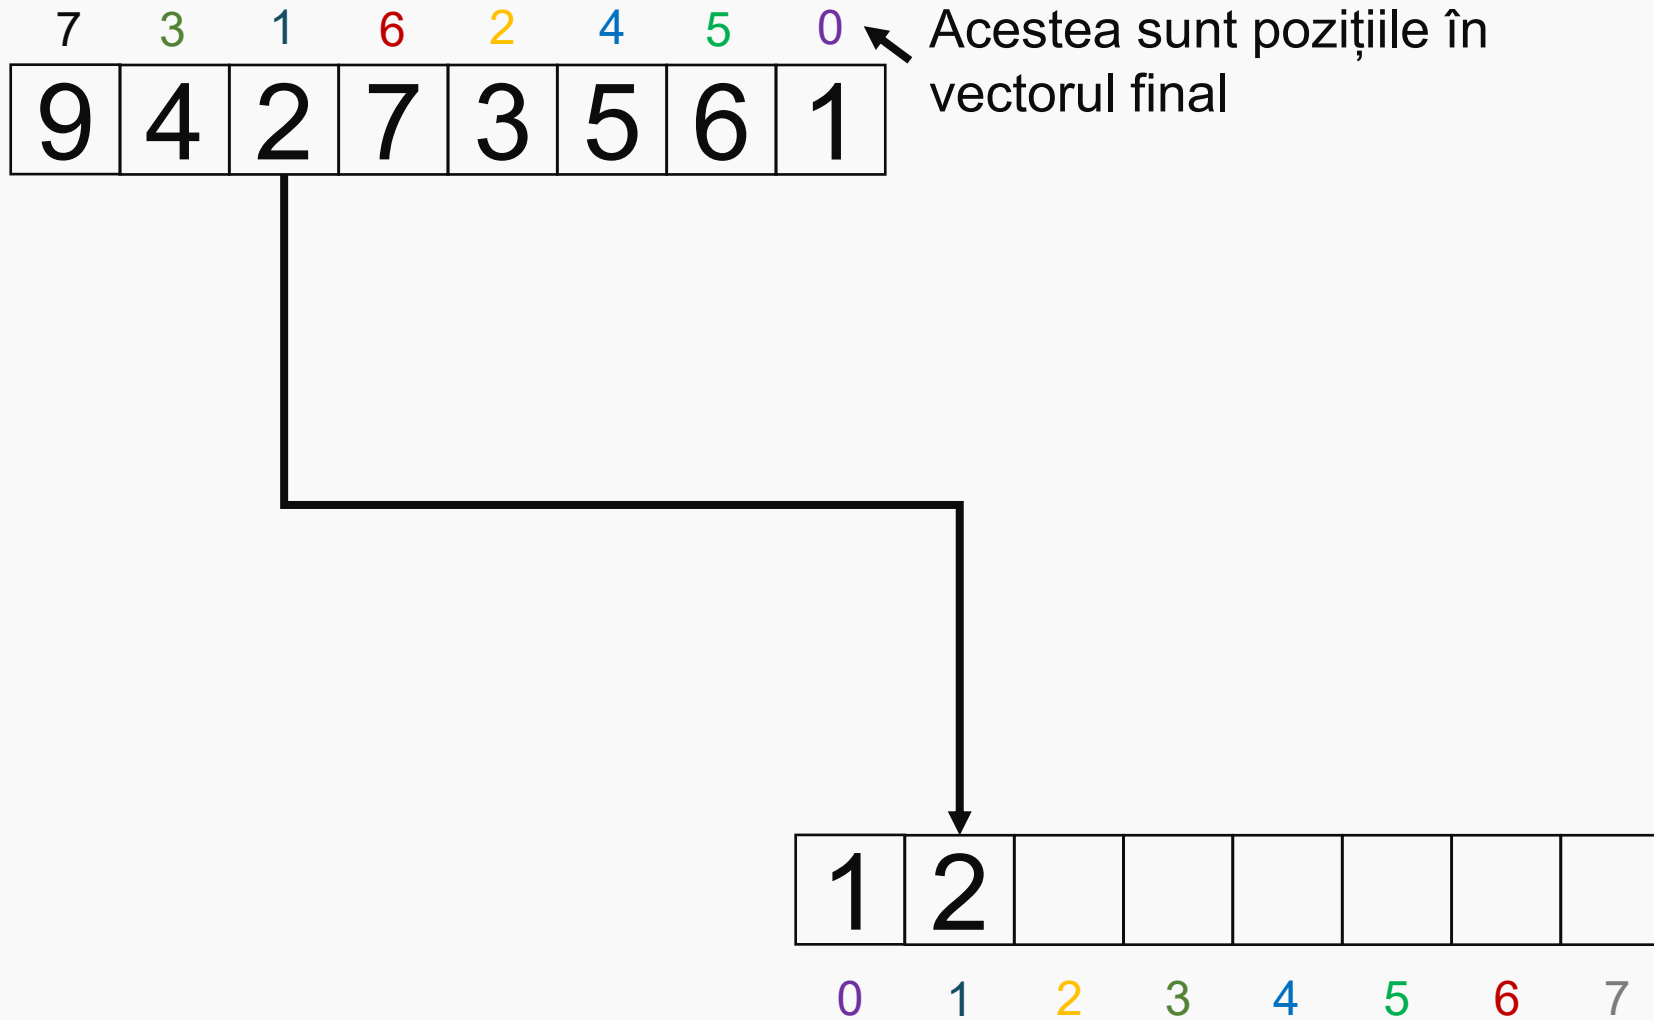 7 3 1 6 2 4 5 0
Acestea sunt pozițiile în
vectorul final
9 4 2 7 3 5 6 1
1 2
0 1 2 3 4 5 6 7